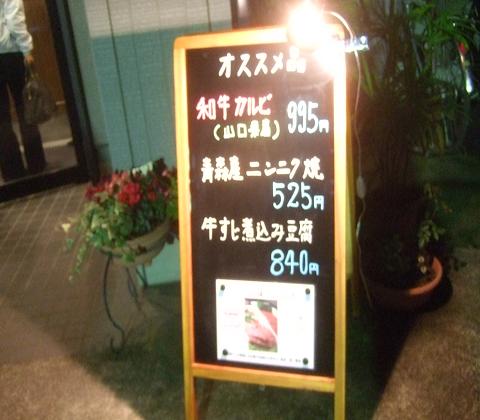 オススメ品
和牛カルビ
(山口県産) 995円
青森産ニンニク焼
525円
牛すじ煮込み豆腐
840円